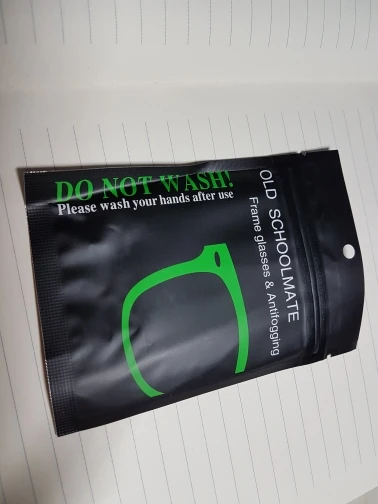 DO NOT WASH!
Please wash your hands after use
OLD SCHOOLMATE
Frame glasses & Antifogging